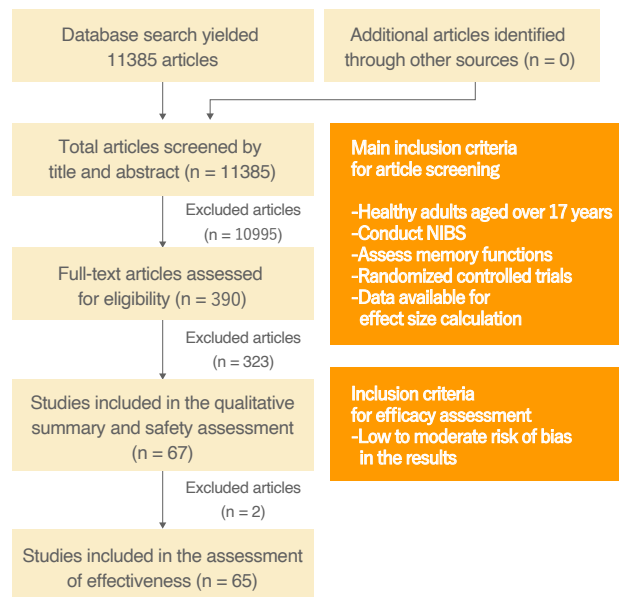 Database search yielded
11385 articles
Additional articles identified
through other sources (n = 0)
Total articles screened by
title and abstract (n = 11385)
Excluded articles
(n = 10995)
Full-text articles assessed
for eligibility (n = 390)
Excluded articles
(n = 323)
Studies included in the qualitative
summary and safety assessment
(n = 67)
Excluded articles
(n = 2)
Studies included in the assessment
of effectiveness (n = 65)
Main inclusion criteria
for article screening
-Healthy adults aged over 17 years
-Conduct NIBS
-Assess memory functions
-Randomized controlled trials
-Data available for
effect size calculation
Inclusion criteria
for efficacy assessment
-Low to moderate risk of bias
in the results